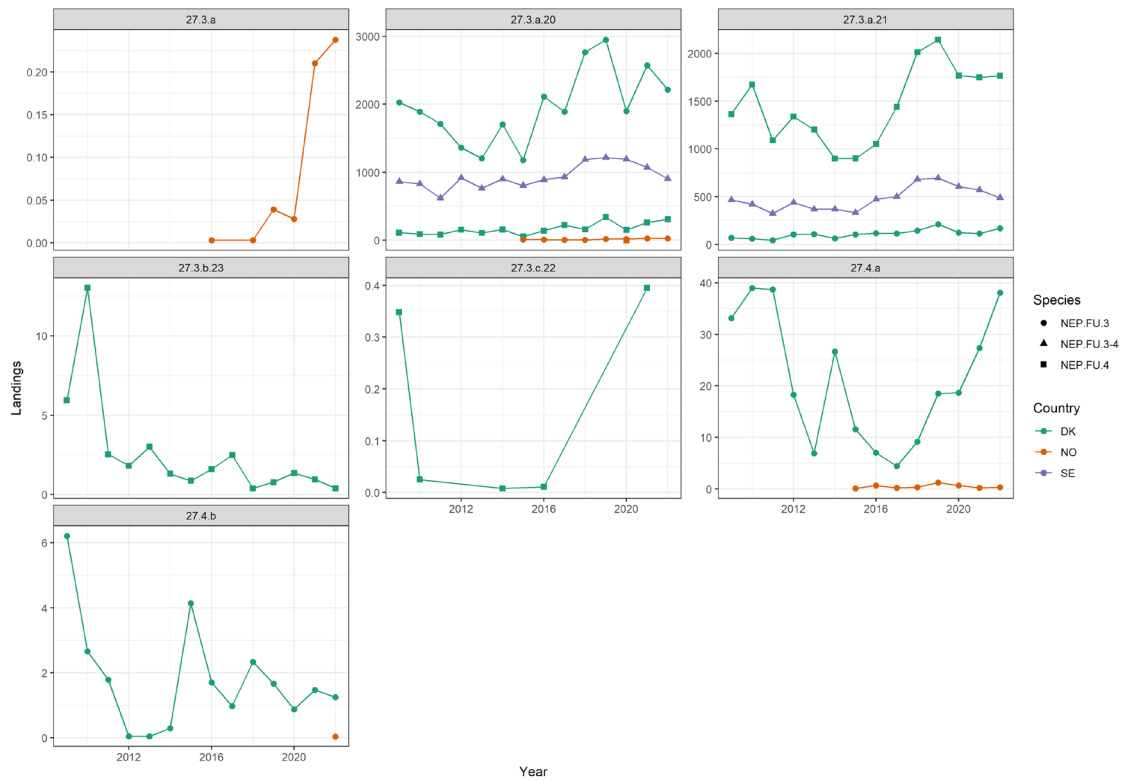 27.3.a
27.3.a.20
27.3.a.21
0.20
0.15
0.10
0.05
0.00
3000
2000
1000
0
2000
1500
1000
500
0
27.3.b.23
27.3.c.22
27.4.a
10
5
0
0.4
0.3
0.2
0.1
0.0
2012
2016
2020
40
30
20
10
0
2012
2016
2020
27.4.b
6
4
2
0
2012
2016
2020
Landings
Year
Species
NEP.FU.3
NEP.FU.3-4
NEP.FU.4
Country
DK
NO
SE